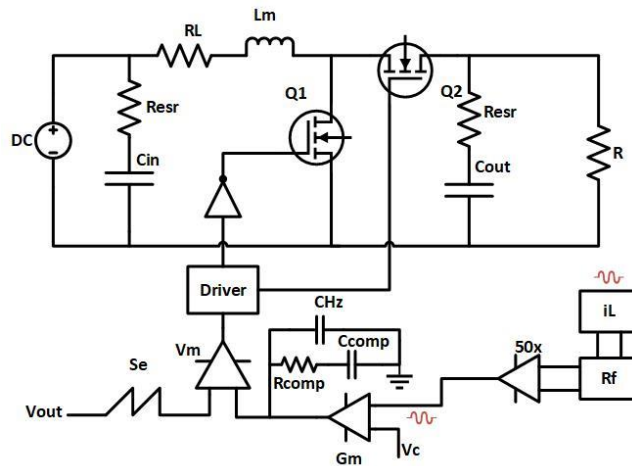 RL
Lm
Q1
Q2
Resr
Resr
DC
Cin
Cout
R
Driver
CHz
iL
Vm
Ccomp
50x
Se
Rcomp
Rf
Vout
Gm
Vc